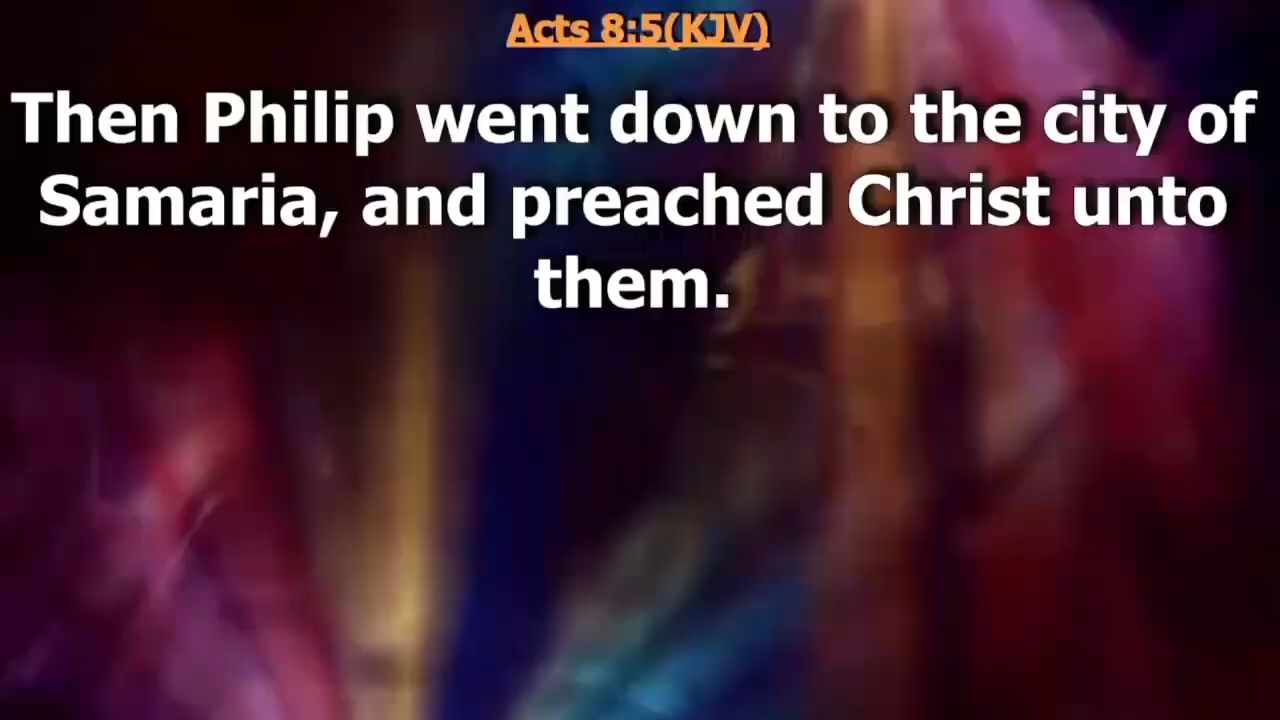 Acts 8:5(KJV)
Then Philip went down to the city of
Samaria, and preached Christ unto
them.